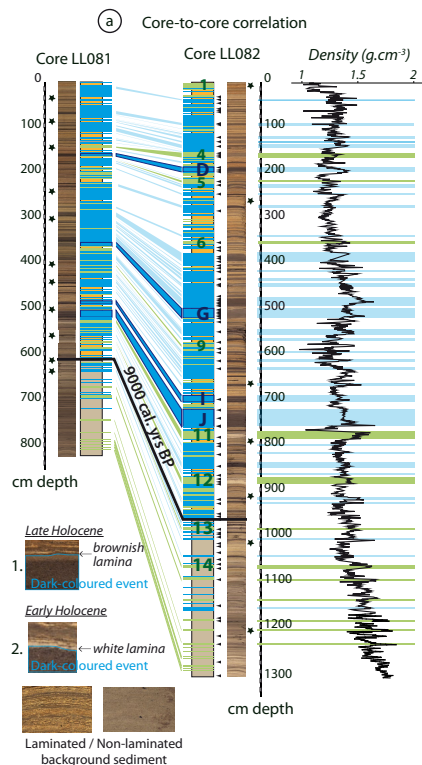 a Core-to-core correlation
Core LL081
Core LL082
Density (g.cm-3)
0
100
200
300
400
500
600
700
800
cm depth
9000 cal. yrs BP
1
4
D
5
6
G
9
I
J
11
12
13
14
0
100
200
300
400
500
600
700
800
900
1000
1100
1200
1300
cm depth
1 1.5 2
1 1.5 2
Late Holocene
1.
brownish
lamina
Dark-coloured event
Early Holocene
2.
white lamina
Dark-coloured event
Laminated / Non-laminated
background sediment